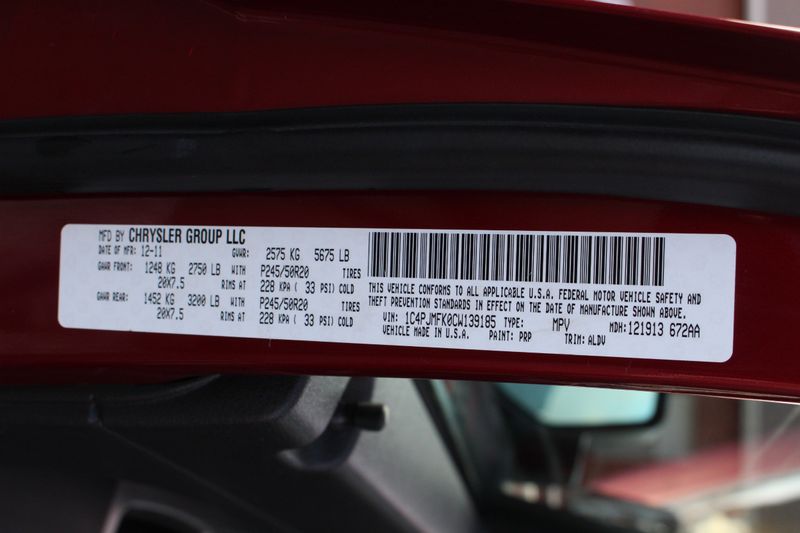 MFD BY CHRYSLER GROUP LLC
DATE OF MFR: 12-11 GVWR: 2575 KG 5675 LB
GAWR FRONT: 1248 KG 2750 LB WITH P245/50R20 TIRES
20X7.5 RIMS AT 228 KPA ( 33 PSI) COLD
GAWR REAR: 1452 KG 3200 LB WITH P245/50R20 TIRES
20X7.5 RIMS AT 228 KPA ( 33 PSI) COLD
THIS VEHICLE CONFORMS TO ALL APPLICABLE U.S.A. FEDERAL MOTOR VEHICLE SAFETY AND
THEFT PREVENTION STANDARDS IN EFFECT ON THE DATE OF MANUFACTURE SHOWN ABOVE.
VIN: 1C4PJMFK0CW139185 TYPE: MPV MDH: 121913 672AA
VEHICLE MADE IN U.S.A. PAINT: PRP TRIM: ALDV